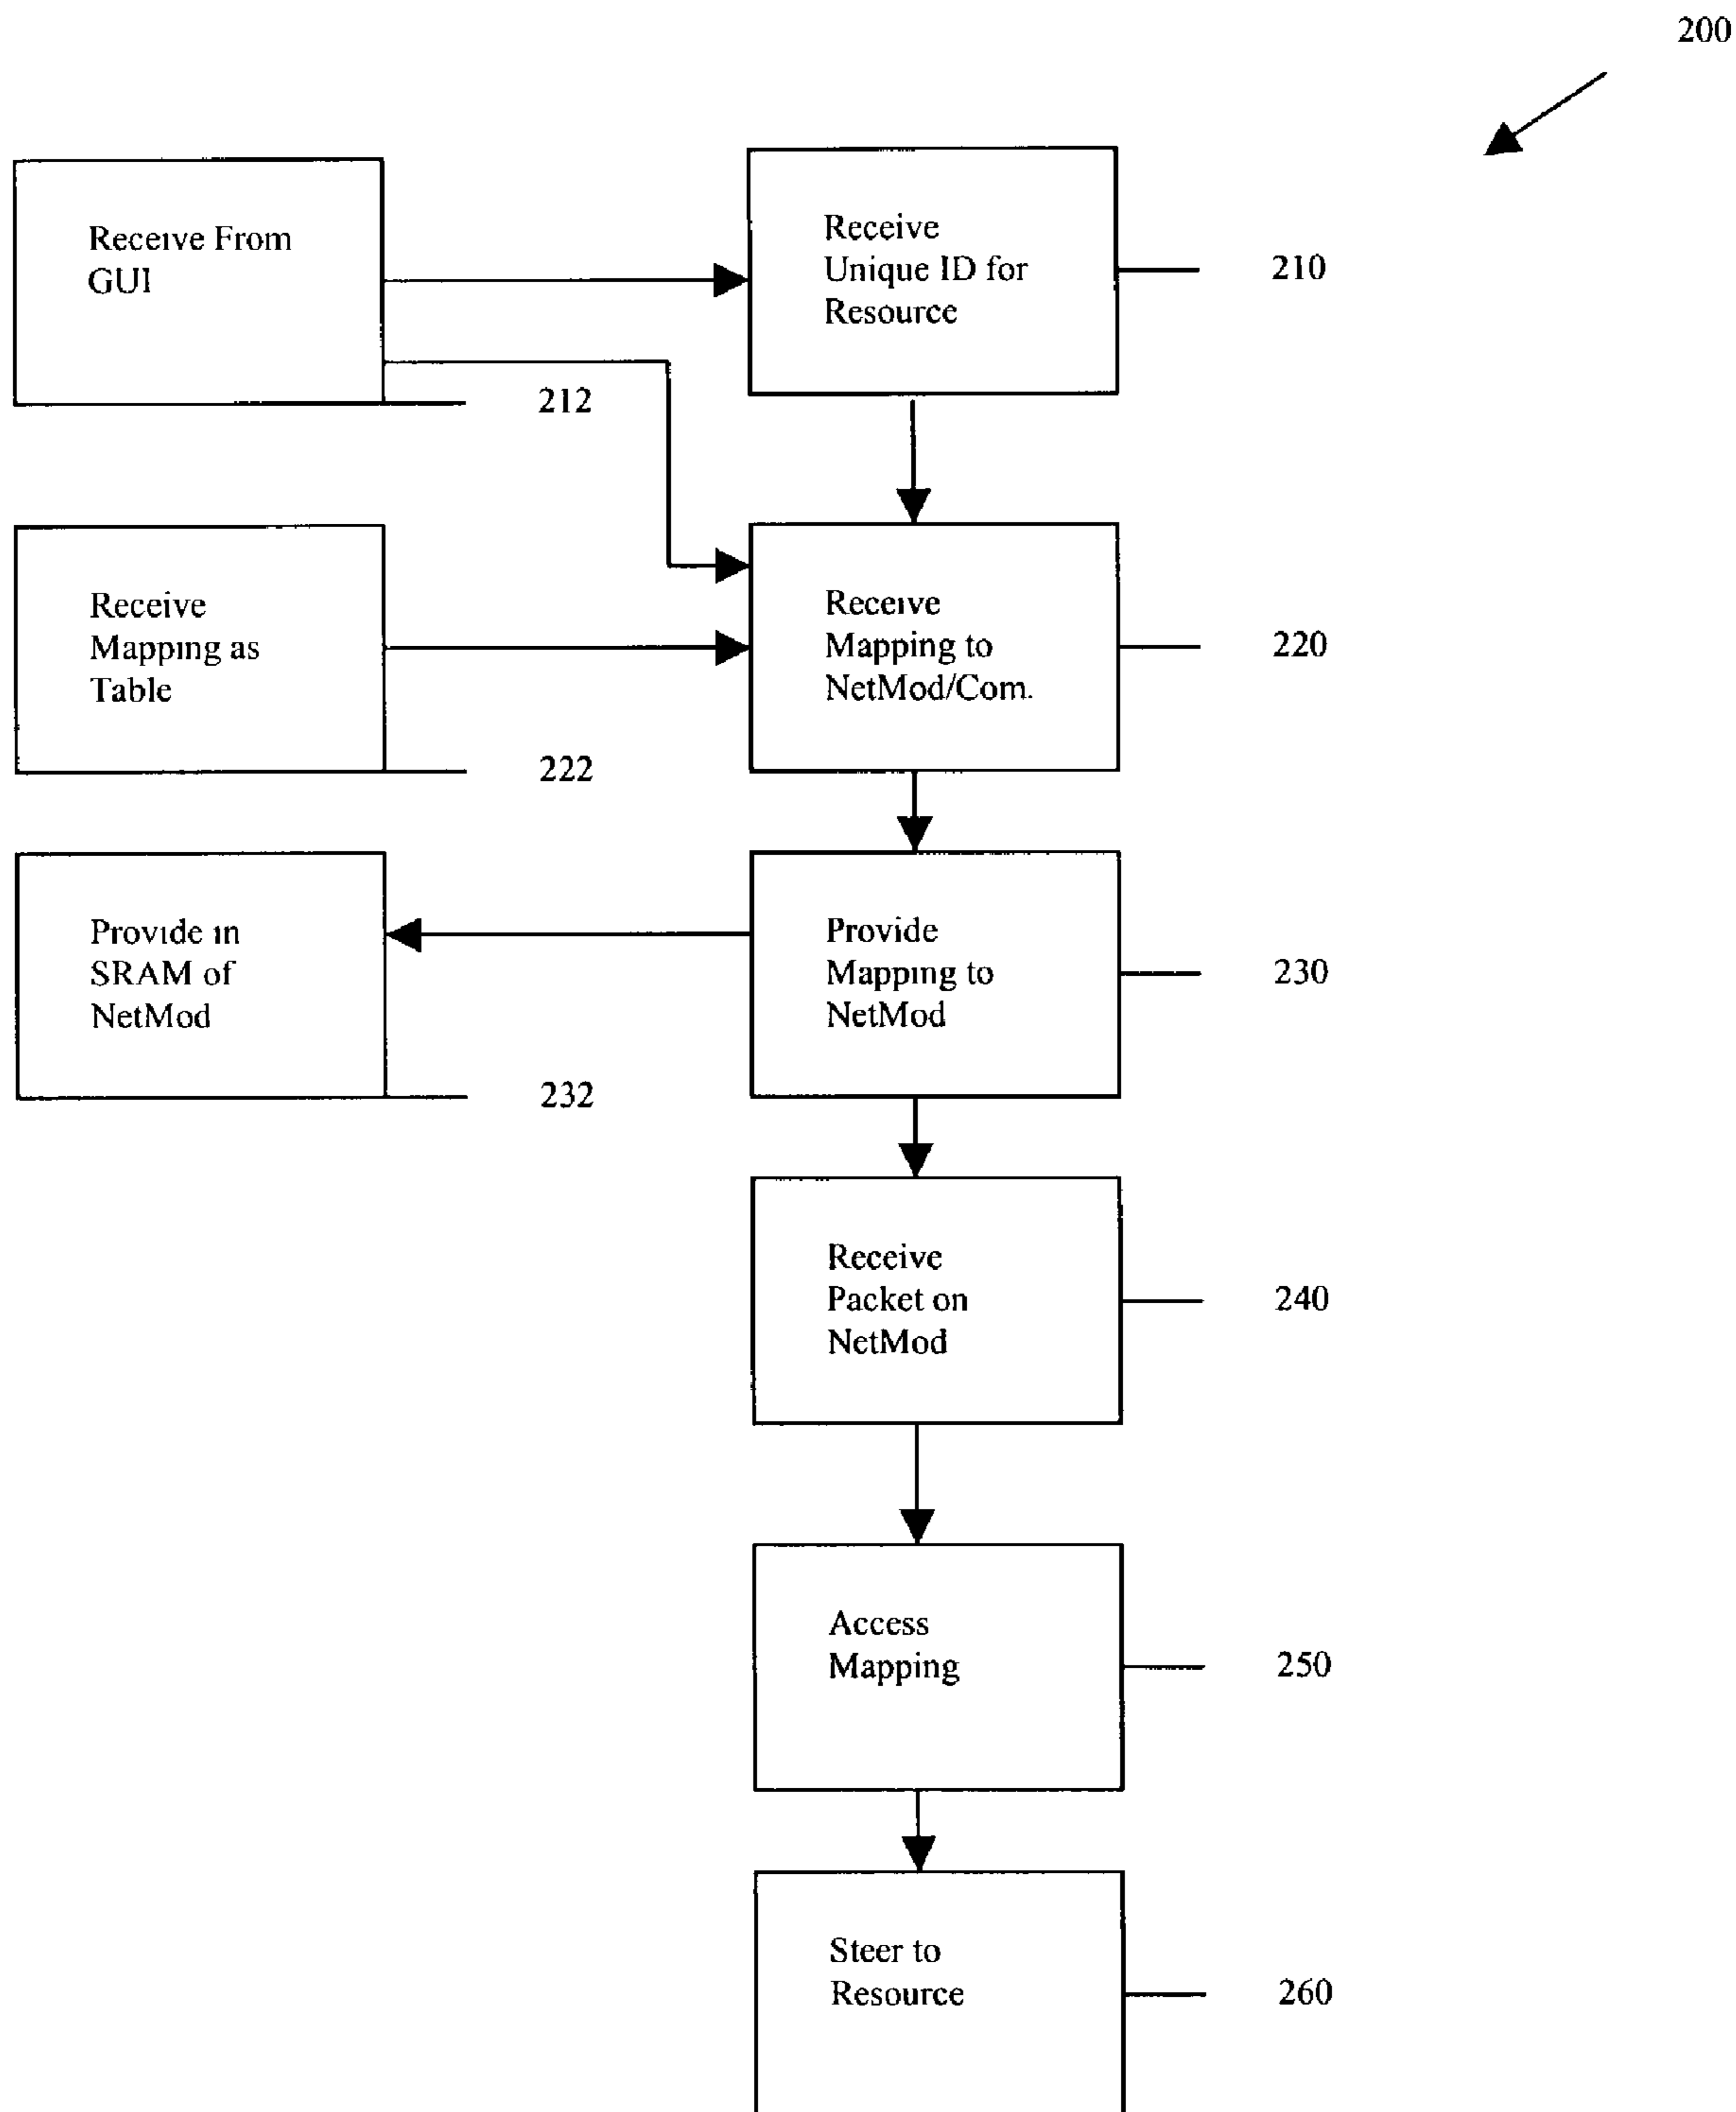 200
Receive From
GUI
212
Receive
Unique ID for
Resource
210
Receive
Mapping as
Table
222
Receive
Mapping to
NetMod/Com.
220
Provide in
SRAM of
NetMod
232
Provide
Mapping to
NetMod
230
Receive
Packet on
NetMod
240
Access
Mapping
250
Steer to
Resource
260